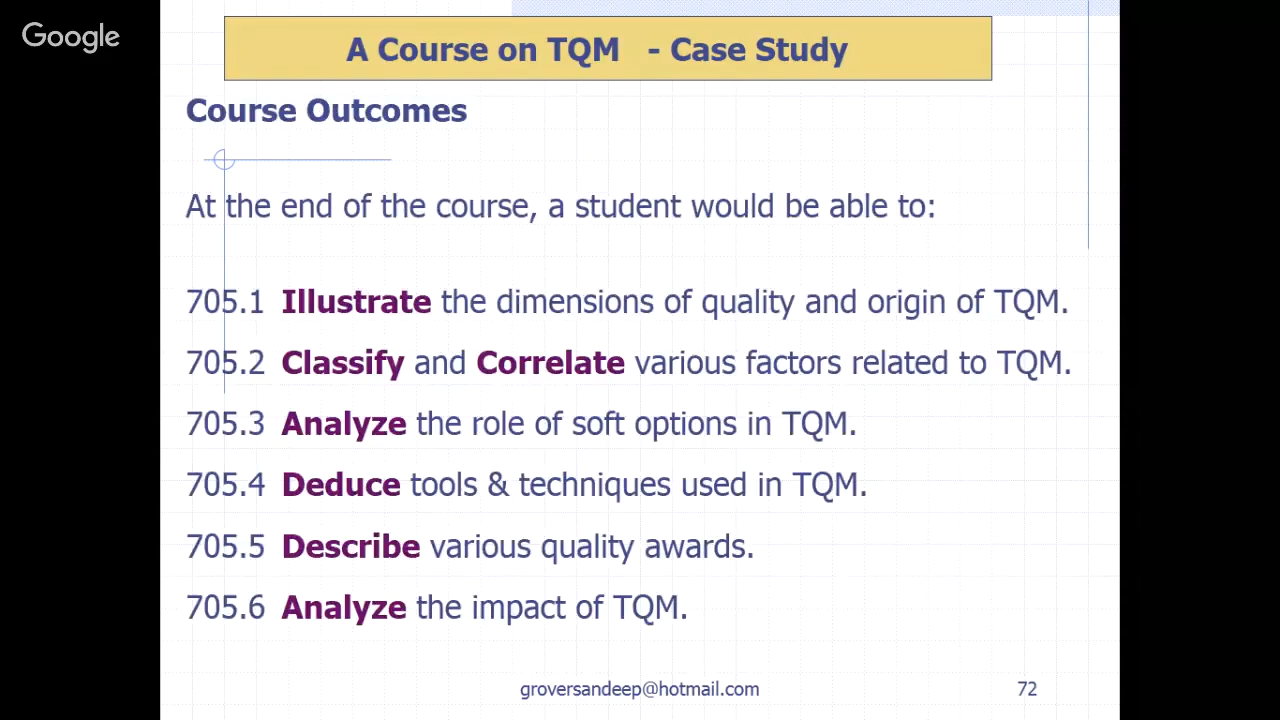 Google
A Course on TQM - Case Study
Course Outcomes
At the end of the course, a student would be able to:
705.1 Illustrate the dimensions of quality and origin of TQM.
705.2 Classify and Correlate various factors related to TQM.
705.3 Analyze the role of soft options in TQM.
705.4 Deduce tools & techniques used in TQM.
705.5 Describe various quality awards.
705.6 Analyze the impact of TQM.
groversandeep@hotmail.com 72